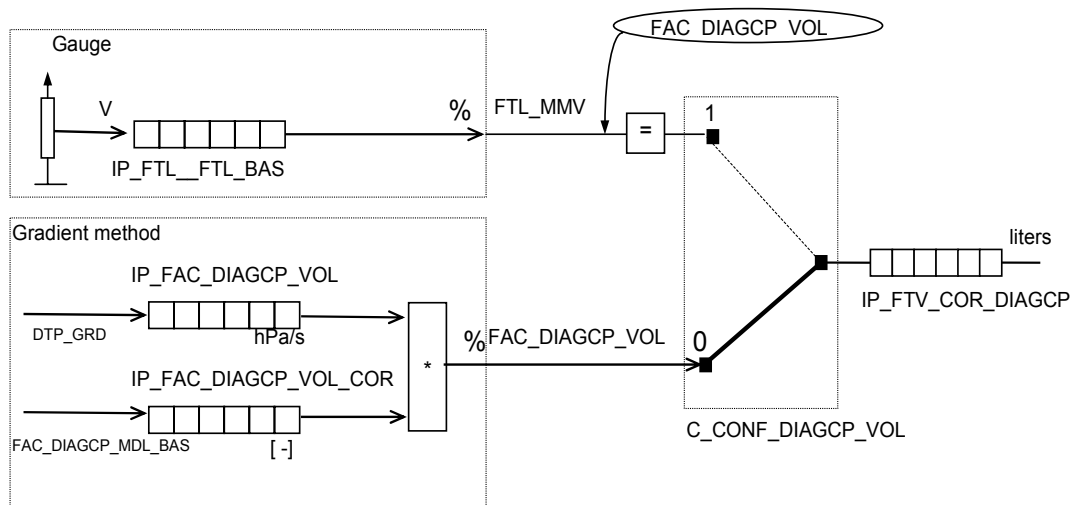 FAC_DIAGCP_VOL
Gauge
V
%
FTL_MMV
=
1
IP_FTL__FTL_BAS
Gradient method
IP_FAC_DIAGCP_VOL
DTP_GRD
hPa/s
*
%
FAC_DIAGCP_VOL
0
liters
IP_FTV_COR_DIAGCP
IP_FAC_DIAGCP_VOL_COR
FAC_DIAGCP_MDL_BAS
[ -]
C_CONF_DIAGCP_VOL